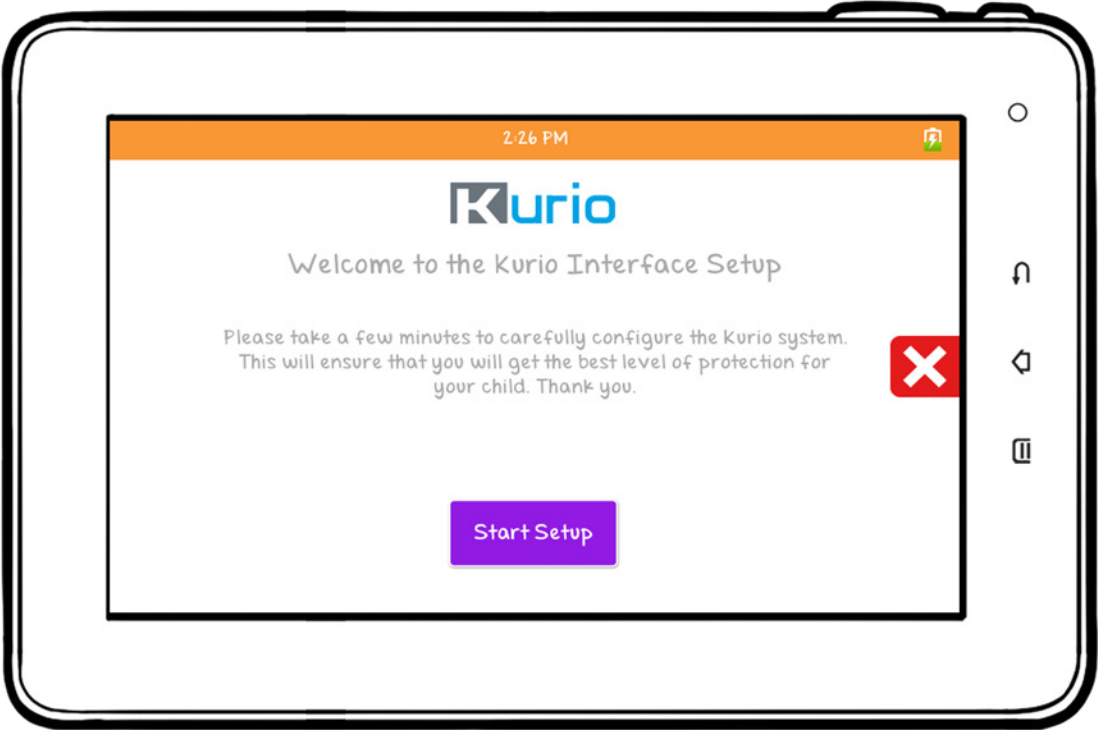 2:26 PM
Kurio
Welcome to the Kurio Interface Setup
Please take a few minutes to carefully configure the Kurio system.
This will ensure that you will get the best level of protection for
your child. Thank you.
Start Setup